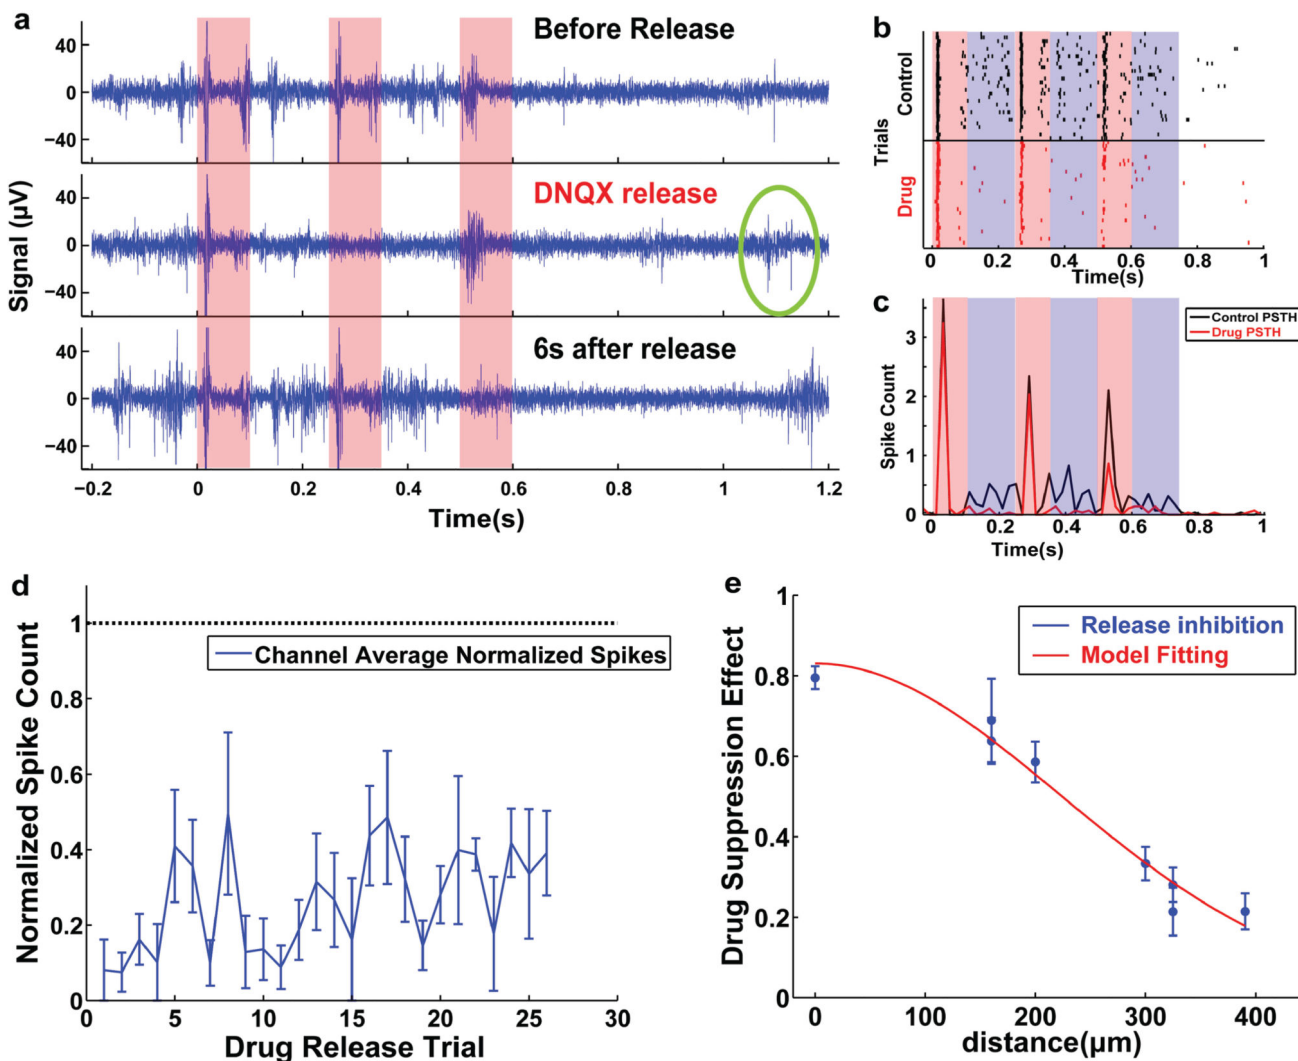 a
Before Release
40
0
−40
DNQX release
40
0
−40
Signal (µV)
6s after release
40
0
−40
−0.2 0 0.2 0.4 0.6 0.8 1 1.2
Time(s)
b
Control
Trials
Drug
0 0.2 0.4 0.6 0.8 1
Time(s)
c
Control PSTH
Drug PSTH
3
2
1
0
Spike Count
0 0.2 0.4 0.6 0.8 1
Time(s)
d
1
0.8
0.6
0.4
0.2
0
Normalized Spike Count
Channel Average Normalized Spikes
0 5 10 15 20 25 30
Drug Release Trial
e
1
0.8
0.6
0.4
0.2
0
Drug Suppression Effect
Release inhibition
Model Fitting
0 100 200 300 400
distance(µm)